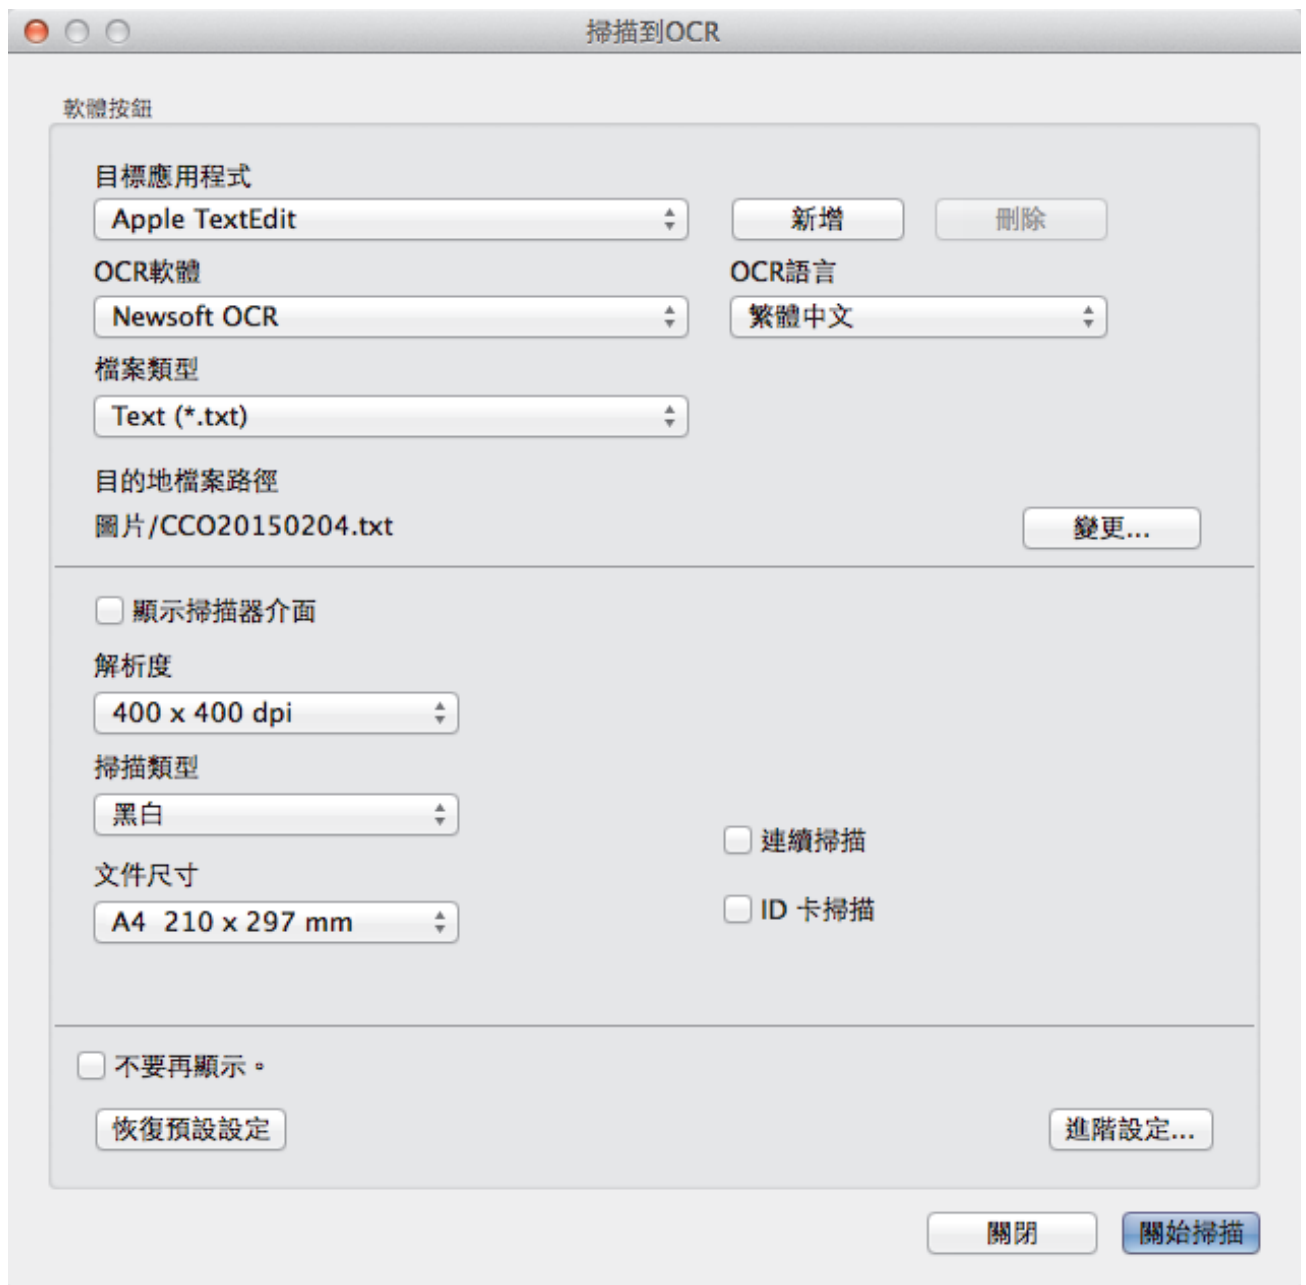 掃描到OCR
軟體按鈕
目標應用程式
Apple TextEdit
新增
刪除
OCR軟體
OCR語言
Newsoft OCR
繁體中文
檔案類型
Text (*.txt)
目的地檔案路徑
圖片/CCO20150204.txt
變更...
顯示掃描器介面
解析度
400 x 400 dpi
掃描類型
黑白
連續掃描
文件尺寸
A4 210 x 297 mm
ID 卡掃描
不要再顯示。
恢復預設設定
進階設定...
關閉
開始掃描